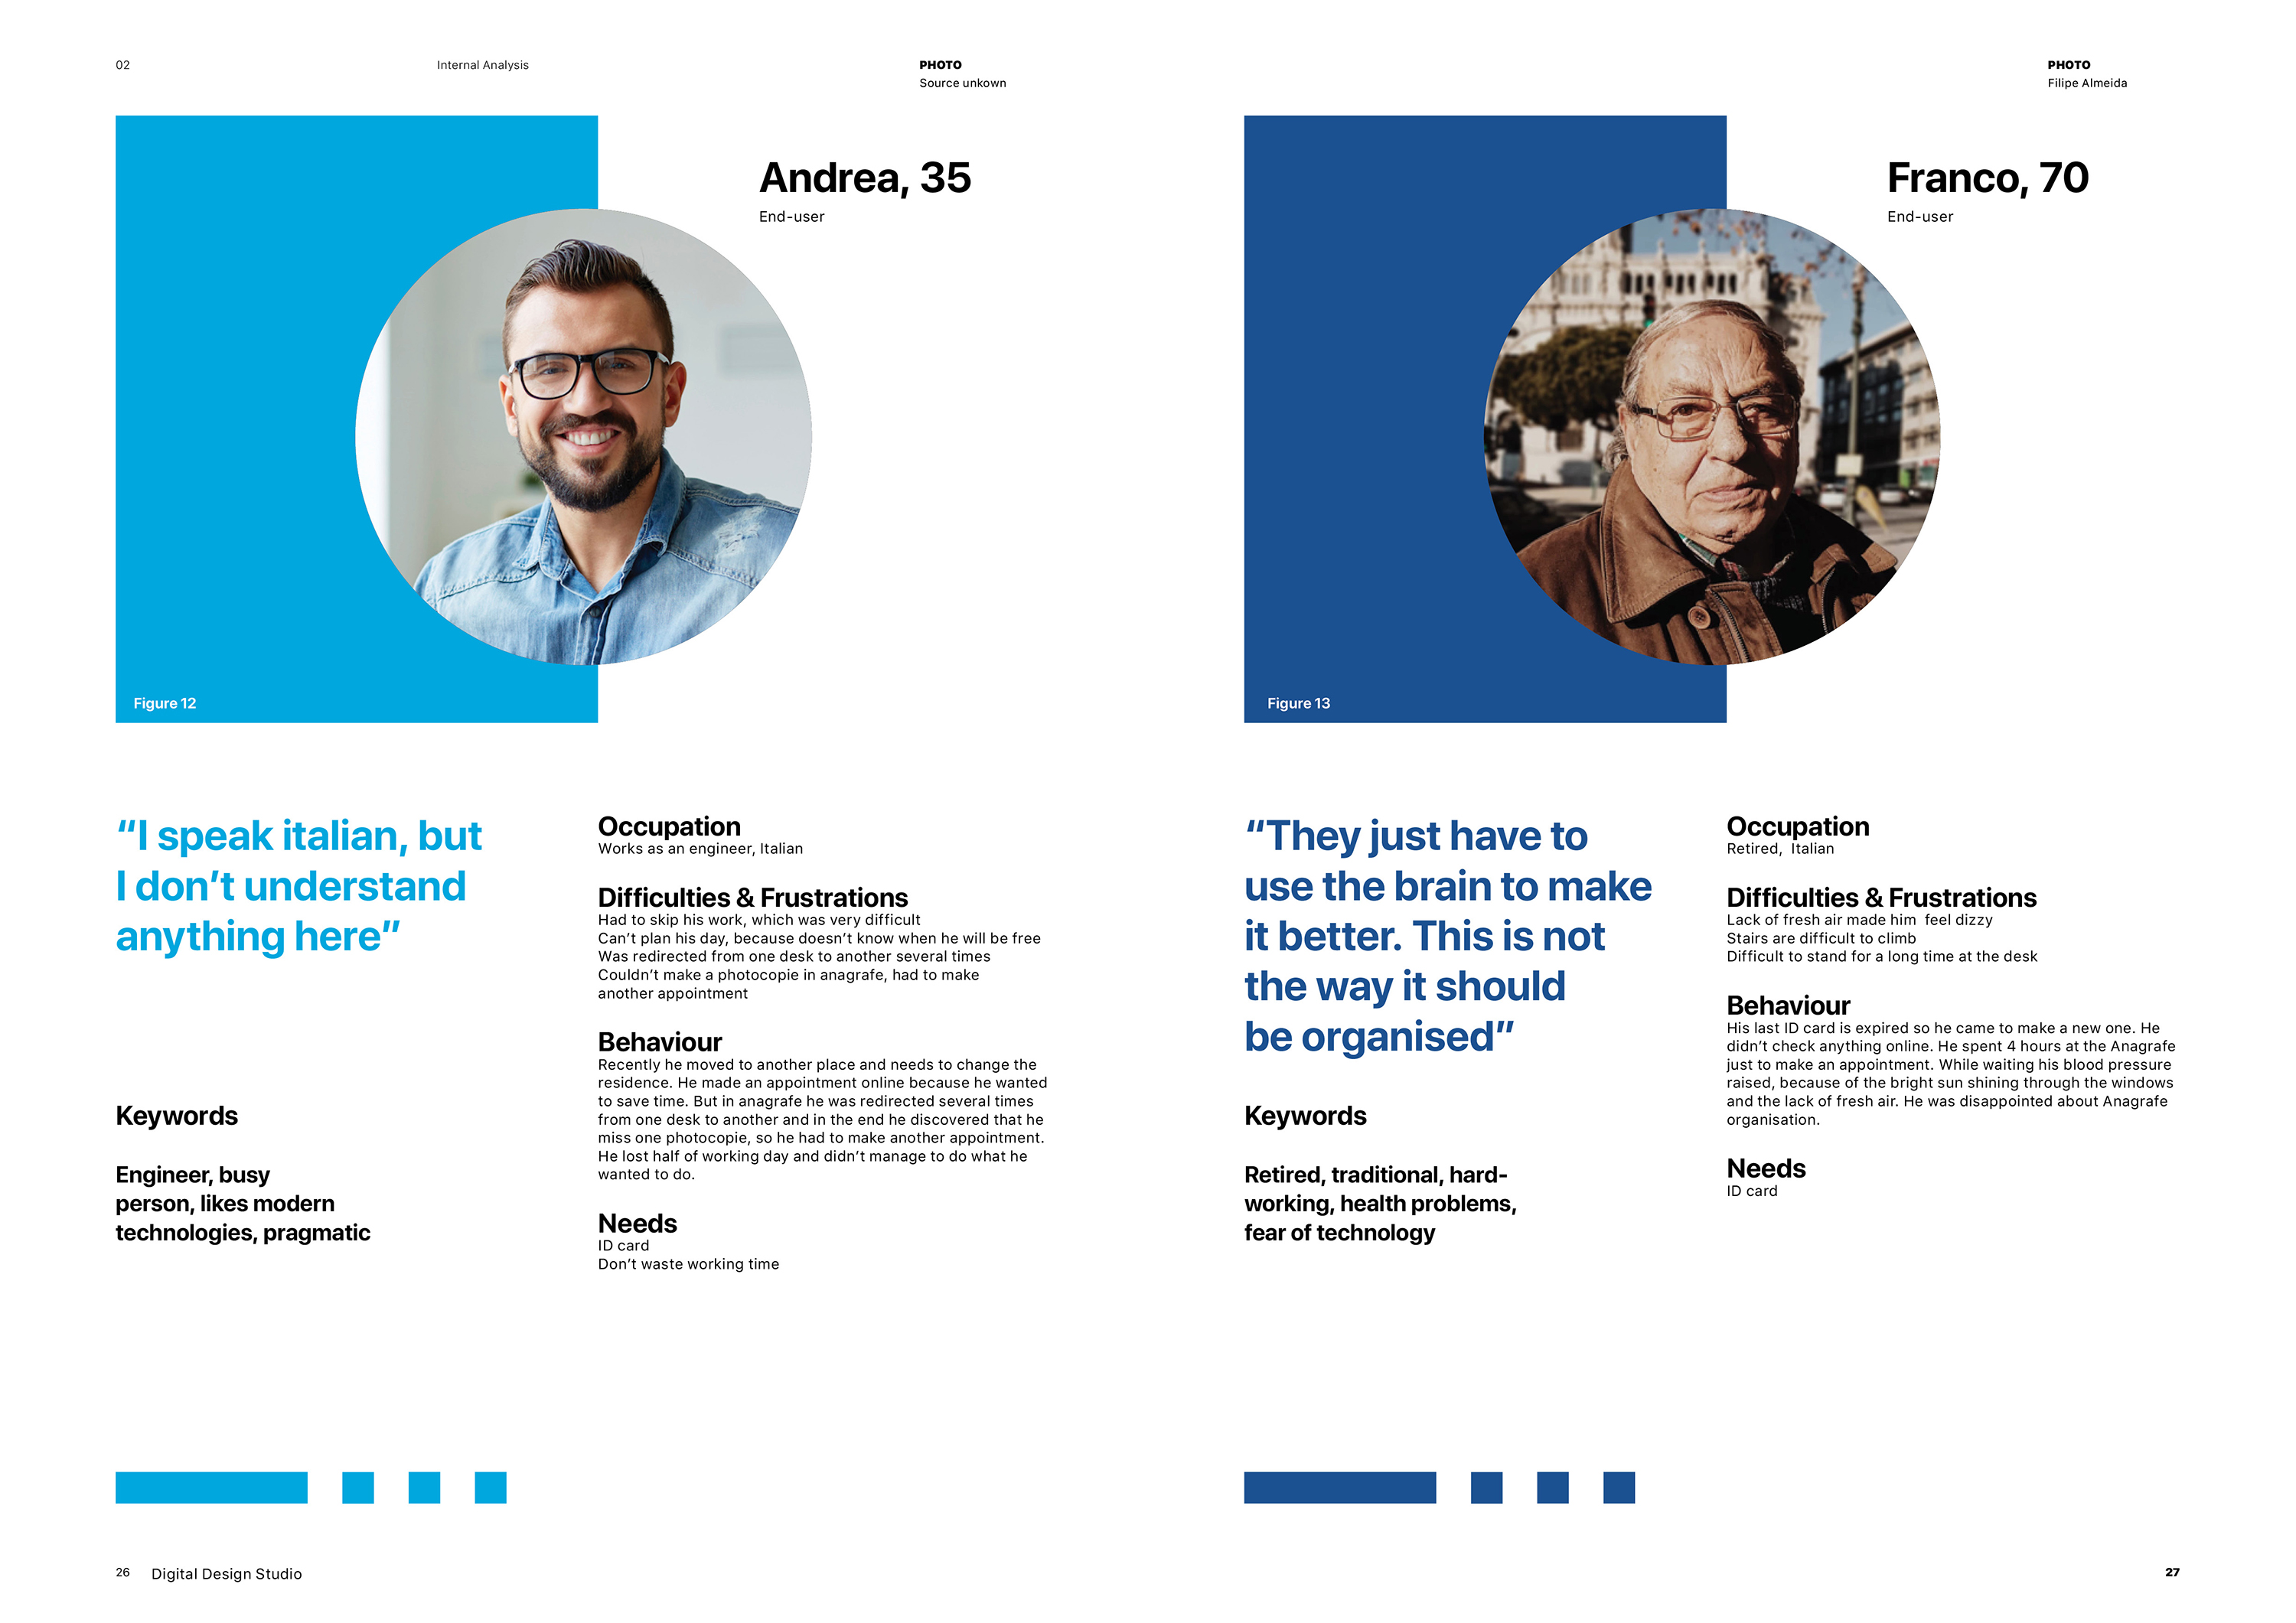 02
Internal Analysis
PHOTO
Source unkown
Andrea, 35
End-user
Figure 12
“I speak italian, but
I don’t understand
anything here”
Keywords
Engineer, busy
person, likes modern
technologies, pragmatic
Occupation
Works as an engineer, Italian
Difficulties & Frustrations
Had to skip his work, which was very difficult
Can’t plan his day, because doesn’t know when he will be free
Was redirected from one desk to another several times
Couldn’t make a photocopie in anagrafe, had to make
another appointment
Behaviour
Recently he moved to another place and needs to change the
residence. He made an appointment online because he wanted
to save time. But in anagrafe he was redirected several times
from one desk to another and in the end he discovered that he
miss one photocopie, so he had to make another appointment.
He lost half of working day and didn’t manage to do what he
wanted to do.
Needs
ID card
Don’t waste working time
26
Digital Design Studio
PHOTO
Filipe Almeida
Franco, 70
End-user
Figure 13
“They just have to
use the brain to make
it better. This is not
the way it should
be organised”
Keywords
Retired, traditional, hard-
working, health problems,
fear of technology
Occupation
Retired,  Italian
Difficulties & Frustrations
Lack of fresh air made him  feel dizzy
Stairs are difficult to climb
Difficult to stand for a long time at the desk
Behaviour
His last ID card is expired so he came to make a new one. He
didn’t check anything online. He spent 4 hours at the Anagrafe
just to make an appointment. While waiting his blood pressure
raised, because of the bright sun shining through the windows
and the lack of fresh air. He was disappointed about Anagrafe
organisation.
Needs
ID card
27